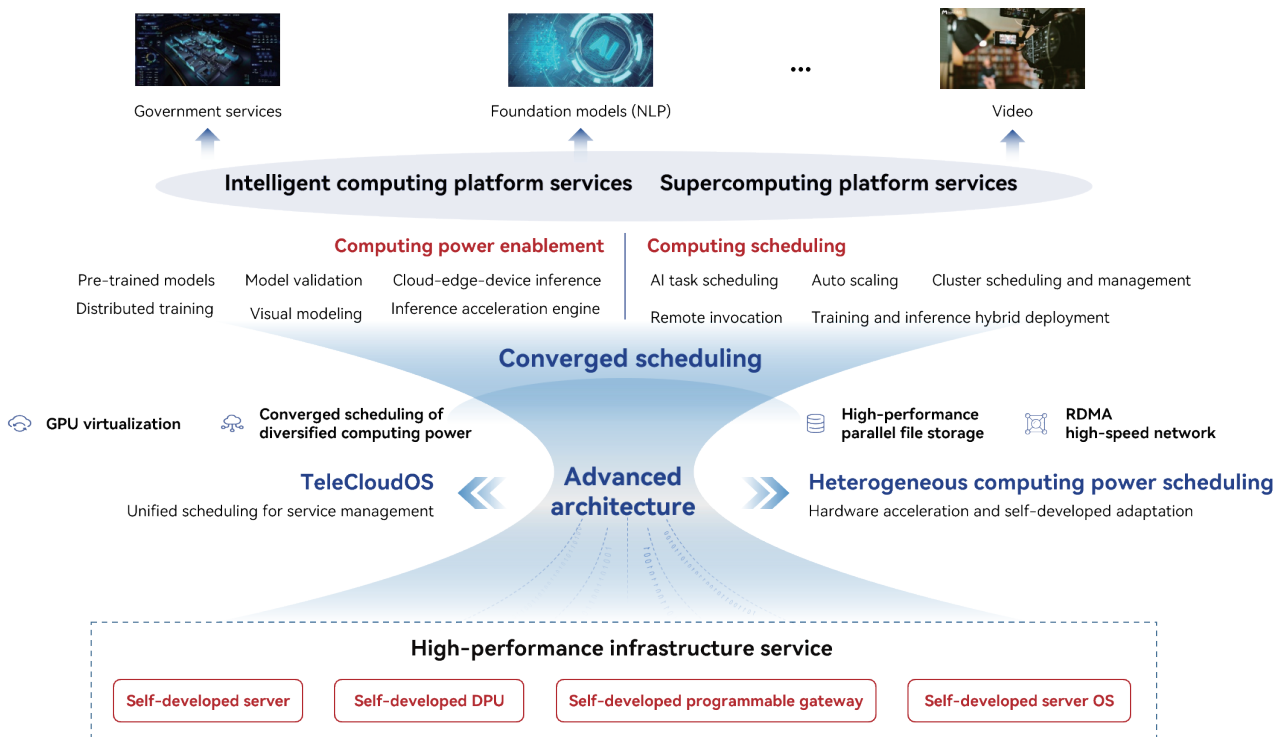 Government services
Foundation models (NLP)
...
Video
Intelligent computing platform services
Supercomputing platform services
Computing power enablement
Pre-trained models
Model validation
Cloud-edge-device inference
Distributed training
Visual modeling
Inference acceleration engine
Computing scheduling
AI task scheduling
Auto scaling
Cluster scheduling and management
Remote invocation
Training and inference hybrid deployment
Converged scheduling
GPU virtualization
Converged scheduling of
diversified computing power
High-performance
parallel file storage
RDMA
high-speed network
TeleCloudOS
Unified scheduling for service management
Advanced
architecture
Heterogeneous computing power scheduling
Hardware acceleration and self-developed adaptation
High-performance infrastructure service
Self-developed server
Self-developed DPU
Self-developed programmable gateway
Self-developed server OS
AI